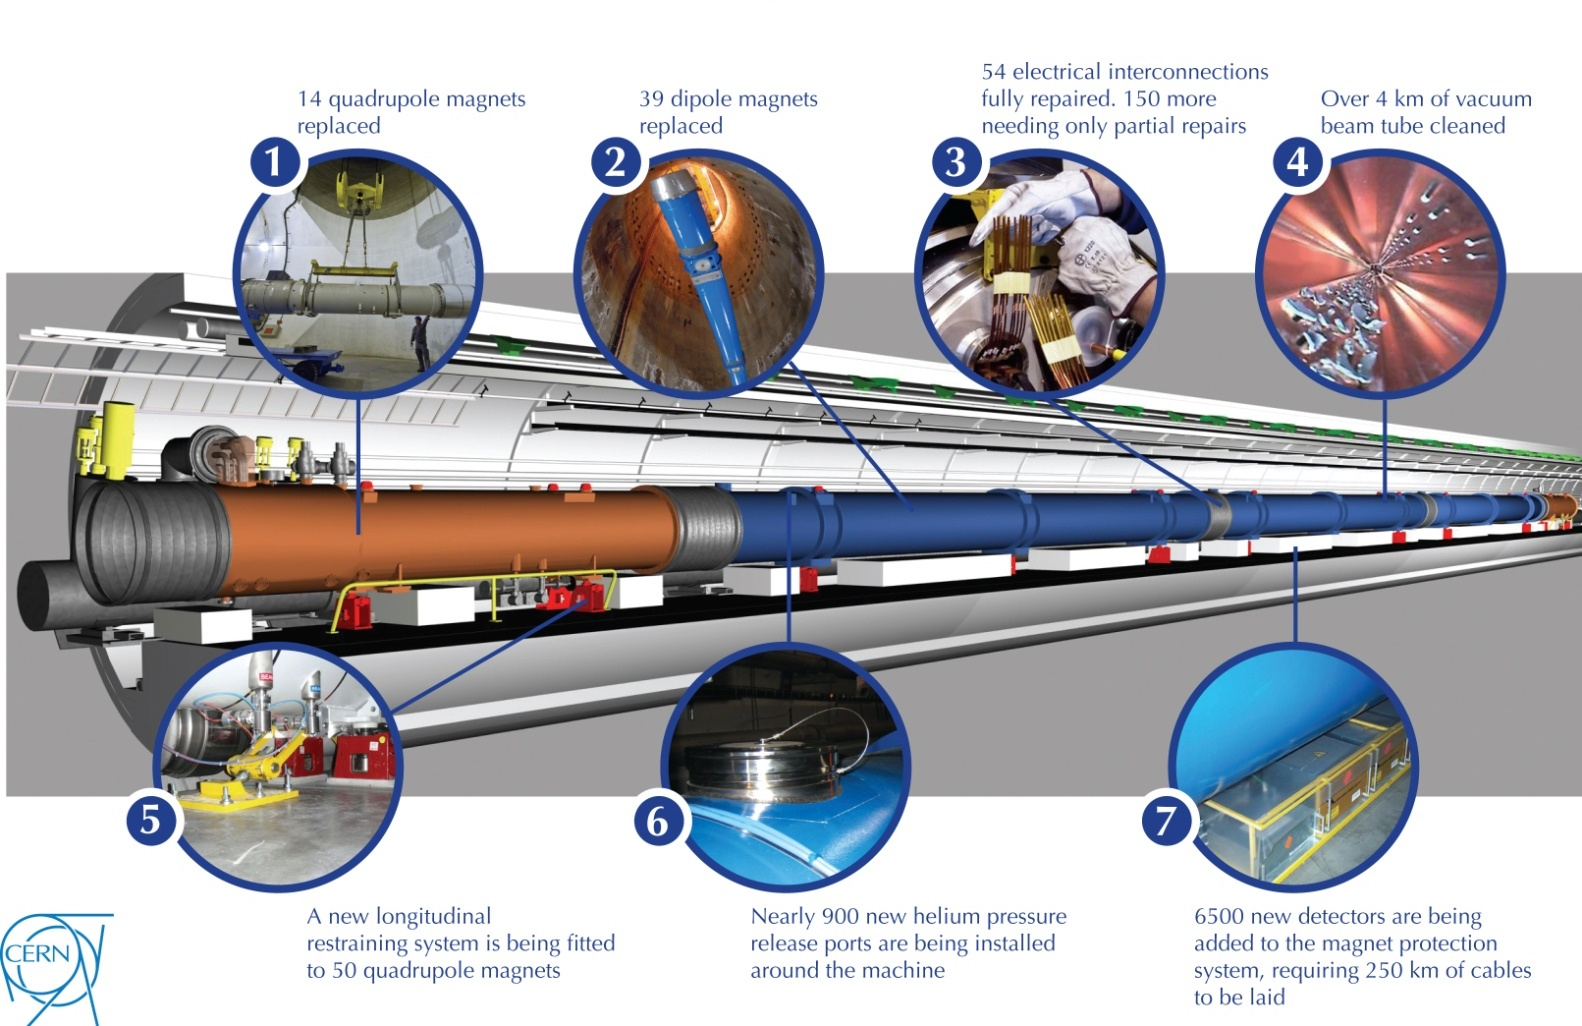 14 quadrupole magnets
replaced
1
39 dipole magnets
replaced
2
54 electrical interconnections
fully repaired. 150 more
needing only partial repairs
3
Over 4 km of vacuum
beam tube cleaned
4
5
A new longitudinal
restraining system is being fitted
to 50 quadrupole magnets
6
Nearly 900 new helium pressure
release ports are being installed
around the machine
7
6500 new detectors are being
added to the magnet protection
system, requiring 250 km of cables
to be laid
CERN